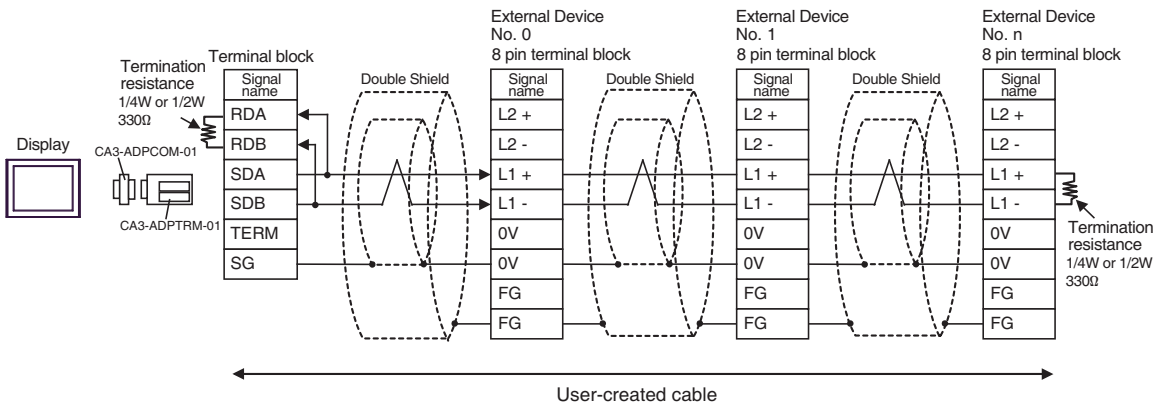 External Device
No. 0
8 pin terminal block
External Device
No. 1
8 pin terminal block
External Device
No. n
8 pin terminal block
Terminal block
Termination
resistance
1/4W or 1/2W
330Ω
Display
CA3-ADPCOM-01
CA3-ADPTRM-01
Signal
name
RDA
RDB
SDA
SDB
TERM
SG
Double Shield
Signal
name
L2 +
L2 -
L1 +
L1 -
0V
0V
FG
FG
Double Shield
Signal
name
L2 +
L2 -
L1 +
L1 -
0V
0V
FG
FG
Double Shield
Signal
name
L2 +
L2 -
L1 +
L1 -
0V
0V
FG
FG
Termination
resistance
1/4W or 1/2W
330Ω
User-created cable